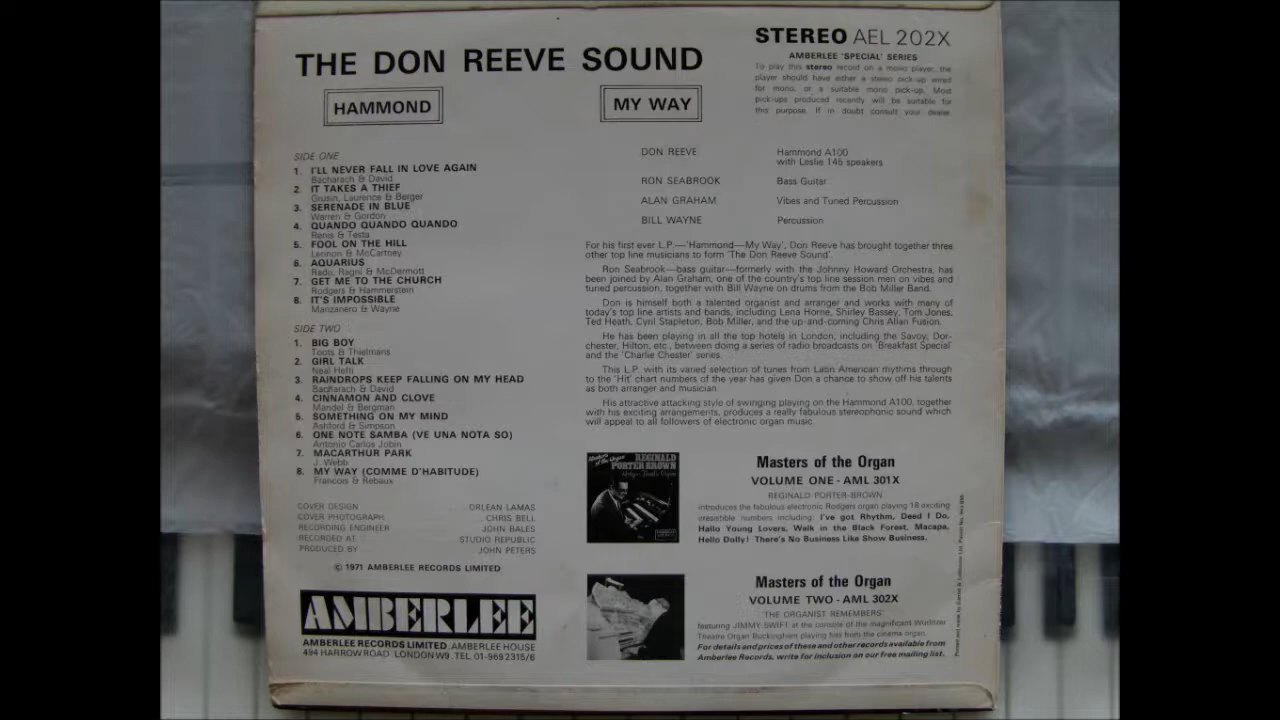 THE DON REEVE SOUND
HAMMOND
MY WAY
STEREO AEL 202X
AMBERLEE 'SPECIAL' SERIES
To play this stereo record on a mono player, the
player should have either a stereo pick-up wired
for mono, or a suitable mono pick-up. Most
pick-ups produced recently will be suitable for
this purpose. If in doubt consult your dealer.
SIDE ONE
1. I'LL NEVER FALL IN LOVE AGAIN
Bacharach & David
2. IT TAKES A THIEF
Grusin, Laurence & Berger
3. SERENADE IN BLUE
Warren & Gordon
4. QUANDO QUANDO QUANDO
Renis & Testa
5. FOOL ON THE HILL
Lennon & McCartney
6. AQUARIUS
Rado, Ragni & McDermott
7. GET ME TO THE CHURCH
Rodgers & Hammerstein
8. IT'S IMPOSSIBLE
Manzanero & Wayne
SIDE TWO
1. BIG BOY
Toots & Thielmans
2. GIRL TALK
Neal Hefti
3. RAINDROPS KEEP FALLING ON MY HEAD
Bacharach & David
4. CINNAMON AND CLOVE
Mandel & Bergman
5. SOMETHING ON MY MIND
Ashford & Simpson
6. ONE NOTE SAMBA (VE UNA NOTA SO)
Antonio Carlos Jobin
7. MACARTHUR PARK
J. Webb
8. MY WAY (COMME D'HABITUDE)
Francois & Rebaux
COVER DESIGN ORLEAN LAMAS
COVER PHOTOGRAPH CHRIS BELL
RECORDING ENGINEER JOHN BALES
RECORDED AT STUDIO REPUBLIC
PRODUCED BY JOHN PETERS
© 1971 AMBERLEE RECORDS LIMITED
AMBERLEE
AMBERLEE RECORDS LIMITED AMBERLEE HOUSE
494 HARROW ROAD LONDON W9. TEL. 01-969 2315/6
DON REEVE Hammond A100
with Leslie 145 speakers
RON SEABROOK Bass Guitar
ALAN GRAHAM Vibes and Tuned Percussion
BILL WAYNE Percussion
For his first ever L.P.—'Hammond—My Way', Don Reeve has brought together three
other top line musicians to form 'The Don Reeve Sound'.
Ron Seabrook—bass guitar—formerly with the Johnny Howard Orchestra, has
been joined by Alan Graham, one of the country's top line session men on vibes and
tuned percussion, together with Bill Wayne on drums from the Bob Miller Band.
Don is himself both a talented organist and arranger and works with many of
today's top line artists and bands, including Lena Horne, Shirley Bassey, Tom Jones,
Ted Heath, Cyril Stapleton, Bob Miller, and the up-and-coming Chris Allan Fusion.
He has been playing in all the top hotels in London, including the Savoy, Dor-
chester, Hilton, etc., between doing a series of radio broadcasts on 'Breakfast Special'
and the 'Charlie Chester' series.
This L.P. with its varied selection of tunes from Latin American rhythms through
to the 'Hit' chart numbers of the year has given Don a chance to show off his talents
as both arranger and musician.
His attractive attacking style of swinging playing on the Hammond A100, together
with his exciting arrangements, produces a really fabulous stereophonic sound which
will appeal to all followers of electronic organ music.
Masters of the Organ
REGINALD
PORTER-BROWN
Masters of the Organ
VOLUME ONE - AML 301X
REGINALD PORTER-BROWN
introduces the fabulous electronic Rodgers organ playing 18 exciting
irresistible numbers including: I've got Rhythm, Deed I Do,
Hallo Young Lovers, Walk in the Black Forest, Macapa,
Hello Dolly! There's No Business Like Show Business.
Masters of the Organ
VOLUME TWO - AML 302X
'THE ORGANIST REMEMBERS'
featuring JIMMY SWIFT at the console of the magnificent Wurlitzer
Theatre Organ Buckingham playing hits from the cinema organ.
For details and prices of these and other records available from
Amberlee Records, write for inclusion on our free mailing list.